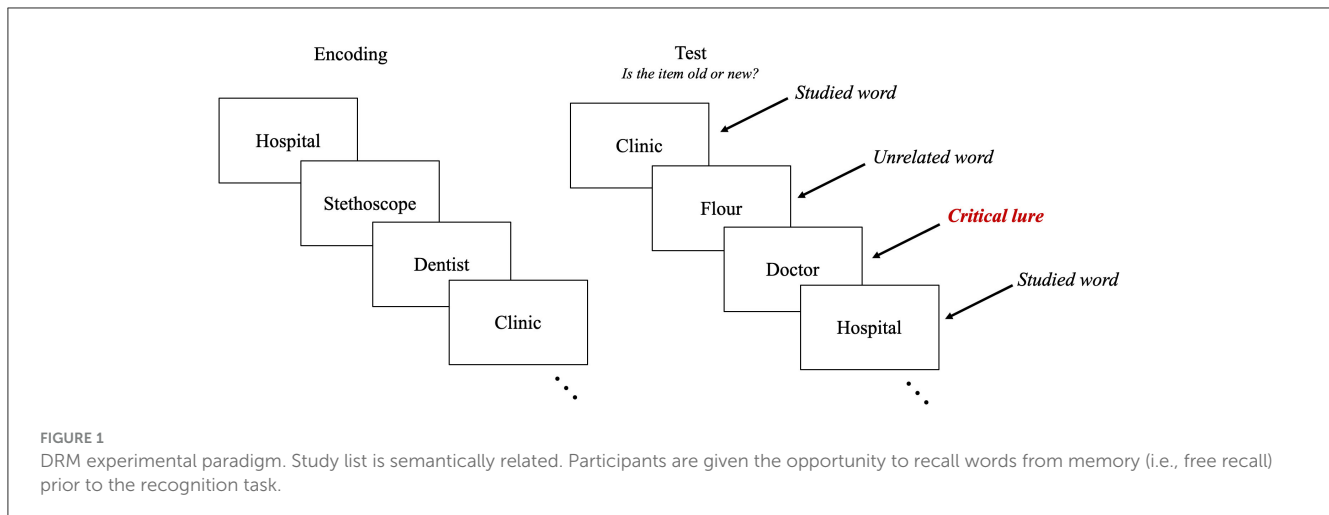 Encoding
Hospital
Stethoscope
Dentist
Clinic
Test
Is the item old or new?
Clinic
Studied word
Flour
Unrelated word
Doctor
Critical lure
Hospital
Studied word
FIGURE 1
DRM experimental paradigm. Study list is semantically related. Participants are given the opportunity to recall words from memory (i.e., free recall)
prior to the recognition task.